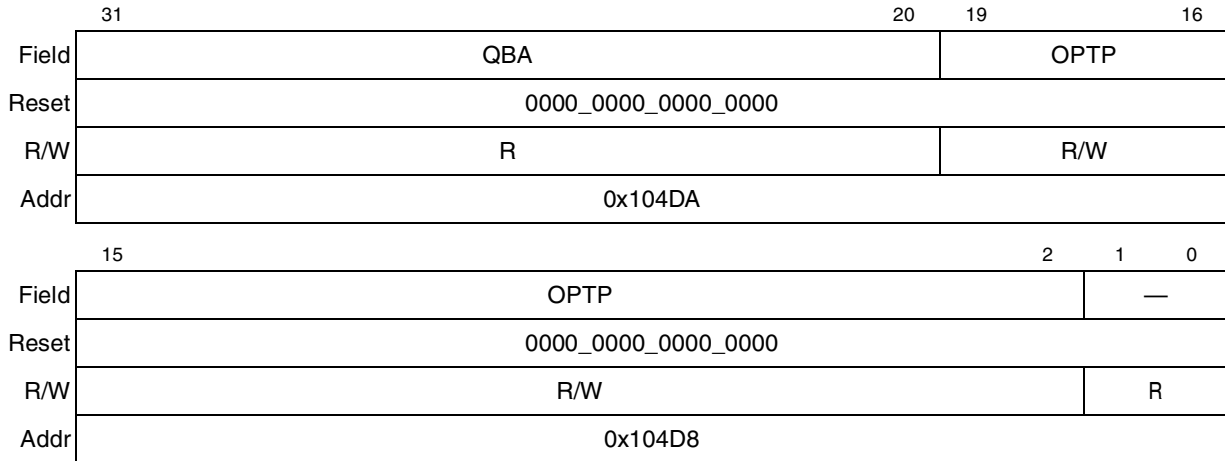 31 20 19 16
Field QBA OPTP
Reset 0000_0000_0000_0000
R/W R R/W
Addr 0x104DA
15 2 1 0
Field OPTP —
Reset 0000_0000_0000_0000
R/W R/W R
Addr 0x104D8